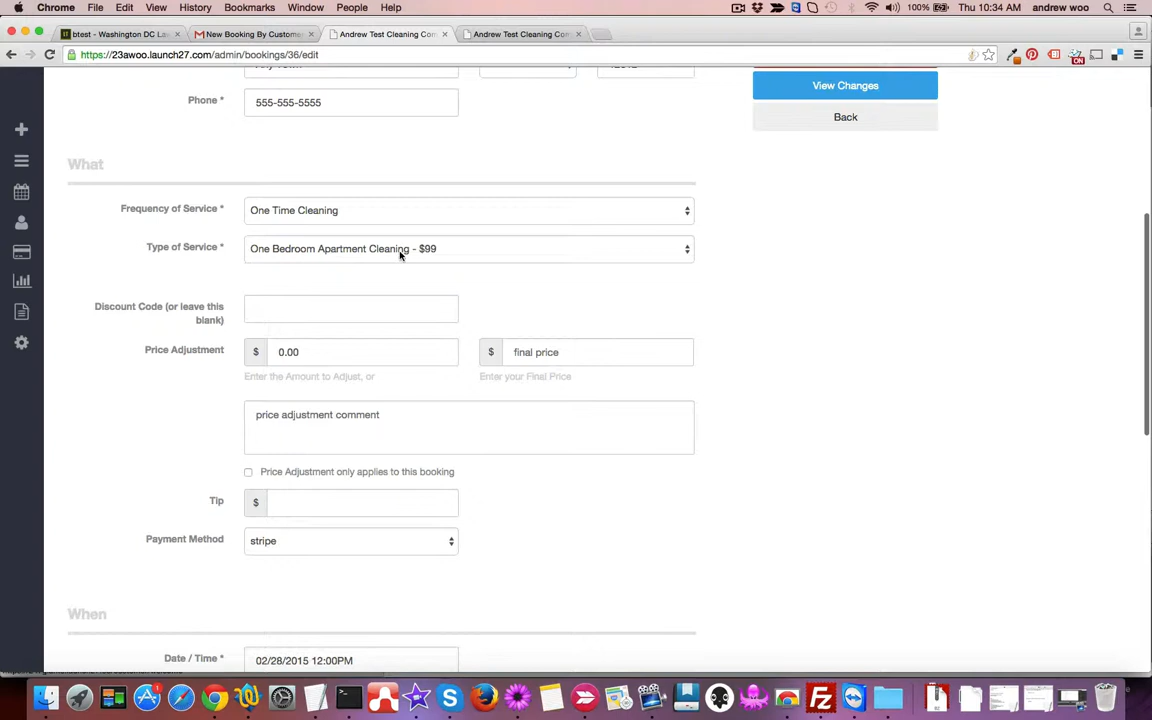 Chrome File Edit View History Bookmarks Window People Help 100% Thu 10:34 AM andrew woo
btest - Washington DC La
New Booking By Custome
Andrew Test Cleaning Com
Andrew Test Cleaning Com
https://23awoo.launch27.com/admin/bookings/36/edit
View Changes
Phone * 555-555-5555
Back
What
Frequency of Service * One Time Cleaning
Type of Service * One Bedroom Apartment Cleaning - $99
Discount Code (or leave this
blank)
Price Adjustment $ 0.00 $ final price
Enter the Amount to Adjust, or Enter your Final Price
price adjustment comment
Price Adjustment only applies to this booking
Tip $
Payment Method stripe
When
Date / Time * 02/28/2015 12:00PM